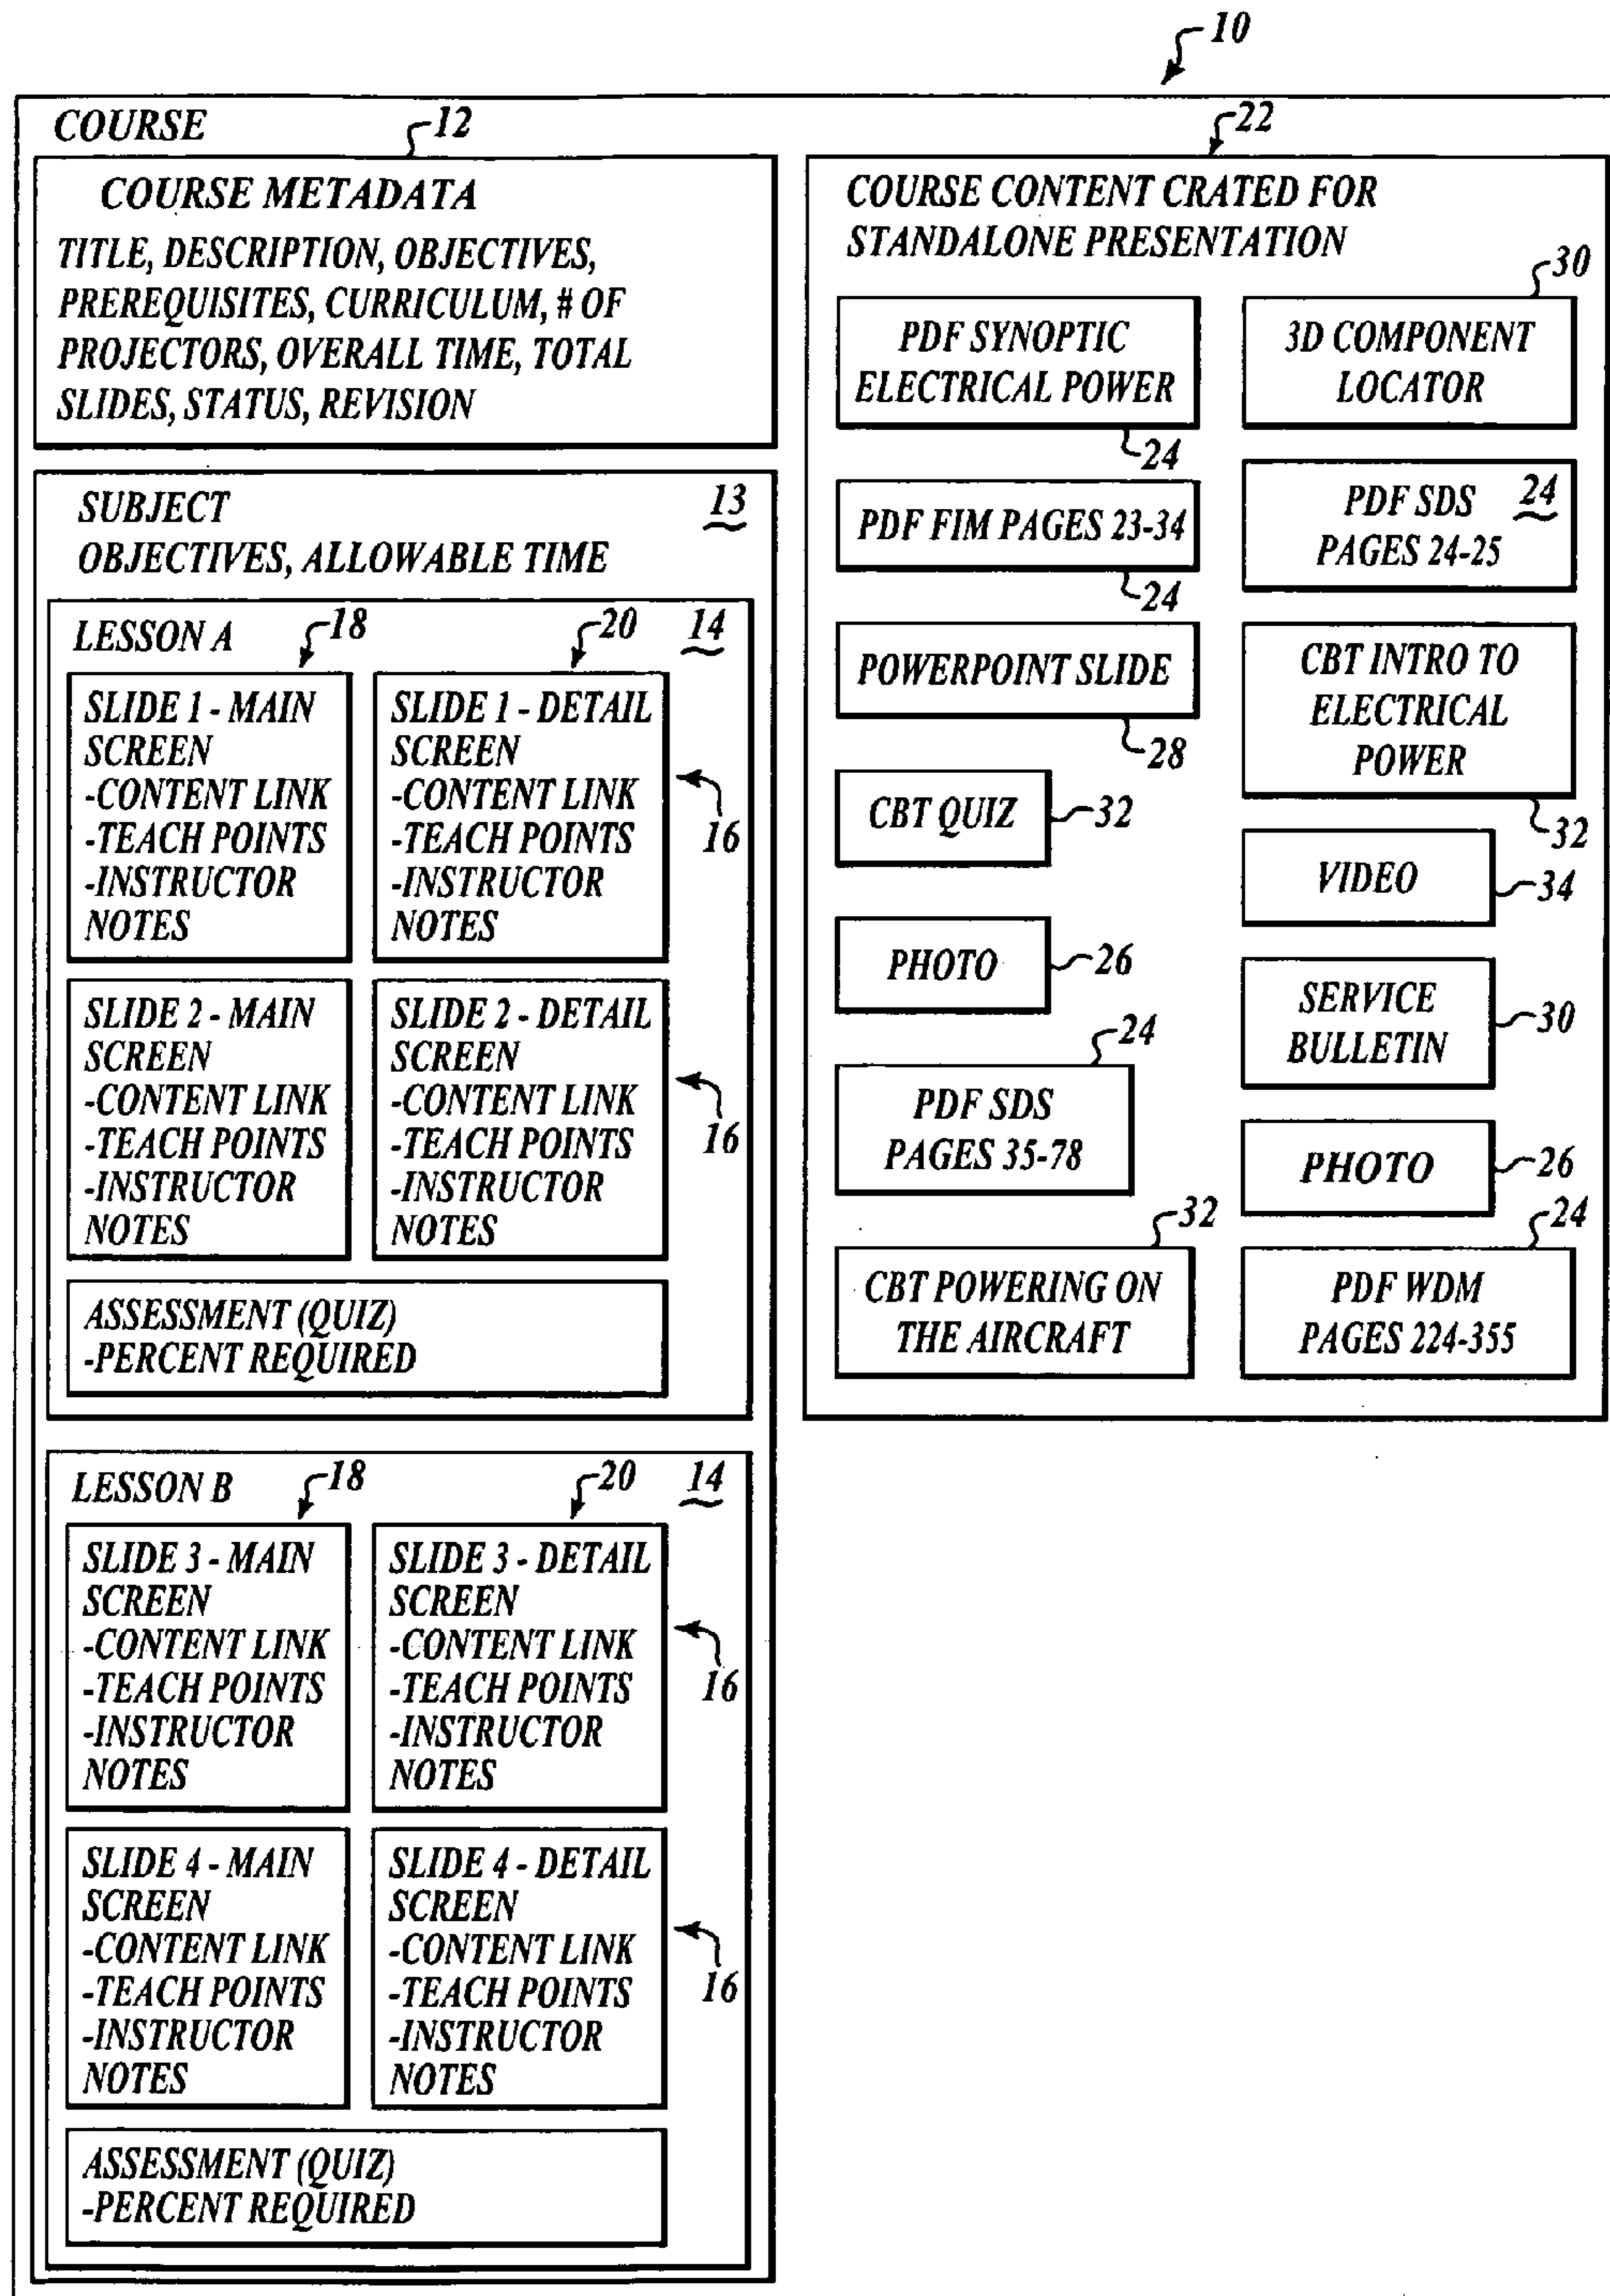 10
COURSE
12
COURSE METADATA
TITLE, DESCRIPTION, OBJECTIVES,
PREREQUISITES, CURRICULUM, # OF
PROJECTORS, OVERALL TIME, TOTAL
SLIDES, STATUS, REVISION
SUBJECT
13
OBJECTIVES, ALLOWABLE TIME
LESSON A
18
20
14
SLIDE 1 - MAIN
SCREEN
-CONTENT LINK
-TEACH POINTS
-INSTRUCTOR
NOTES
SLIDE 1 - DETAIL
SCREEN
-CONTENT LINK
-TEACH POINTS
-INSTRUCTOR
NOTES
16
SLIDE 2 - MAIN
SCREEN
-CONTENT LINK
-TEACH POINTS
-INSTRUCTOR
NOTES
SLIDE 2 - DETAIL
SCREEN
-CONTENT LINK
-TEACH POINTS
-INSTRUCTOR
NOTES
16
ASSESSMENT (QUIZ)
-PERCENT REQUIRED
LESSON B
18
20
14
SLIDE 3 - MAIN
SCREEN
-CONTENT LINK
-TEACH POINTS
-INSTRUCTOR
NOTES
SLIDE 3 - DETAIL
SCREEN
-CONTENT LINK
-TEACH POINTS
-INSTRUCTOR
NOTES
16
SLIDE 4 - MAIN
SCREEN
-CONTENT LINK
-TEACH POINTS
-INSTRUCTOR
NOTES
SLIDE 4 - DETAIL
SCREEN
-CONTENT LINK
-TEACH POINTS
-INSTRUCTOR
NOTES
16
ASSESSMENT (QUIZ)
-PERCENT REQUIRED
22
COURSE CONTENT CRATED FOR
STANDALONE PRESENTATION
PDF SYNOPTIC
ELECTRICAL POWER
24
30
3D COMPONENT
LOCATOR
PDF FIM PAGES 23-34
24
PDF SDS
24
PAGES 24-25
POWERPOINT SLIDE
28
CBT INTRO TO
ELECTRICAL
POWER
32
CBT QUIZ
32
VIDEO
34
PHOTO
26
SERVICE
BULLETIN
30
24
PDF SDS
PAGES 35-78
PHOTO
26
32
CBT POWERING ON
THE AIRCRAFT
24
PDF WDM
PAGES 224-355